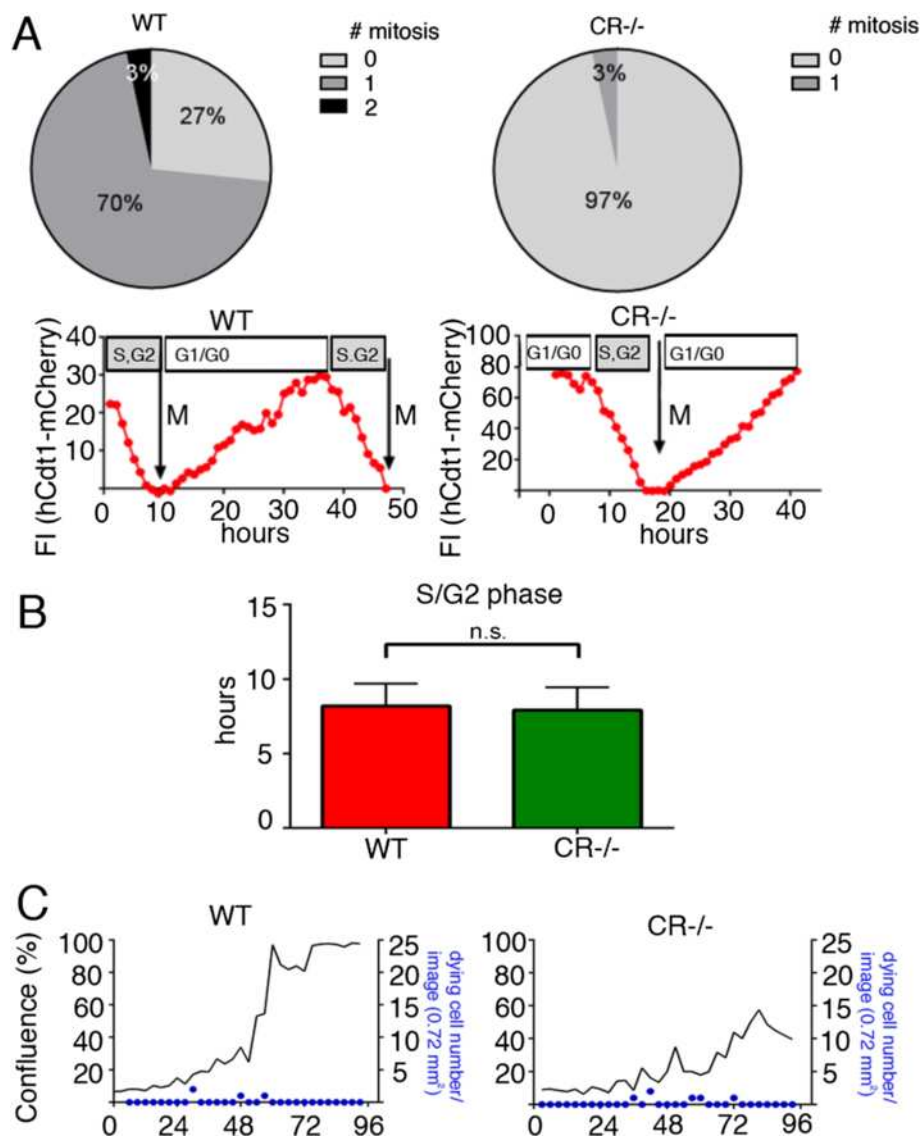 A
WT
# mitosis
0
1
2
3%
27%
70%
CR-/-
# mitosis
0
1
3%
97%
WT
FI (hCdt1-mCherry)
40
30
20
10
S,G2
G1/G0
S,G2
M
M
0 10 20 30 40 50
hours
CR-/-
FI (hCdt1-mCherry)
100
80
60
40
20
G1/G0
S,G2
G1/G0
M
0 10 20 30 40
hours
B
S/G2 phase
n.s.
hours
15
10
5
0
WT
CR-/-
C
WT
Confluence (%)
100
80
60
40
20
25
20
15
10
5
dying cell number/
image (0.72 mm²)
0 24 48 72 96
CR-/-
100
80
60
40
20
25
20
15
10
5
dying cell number/
image (0.72 mm²)
0 24 48 72 96